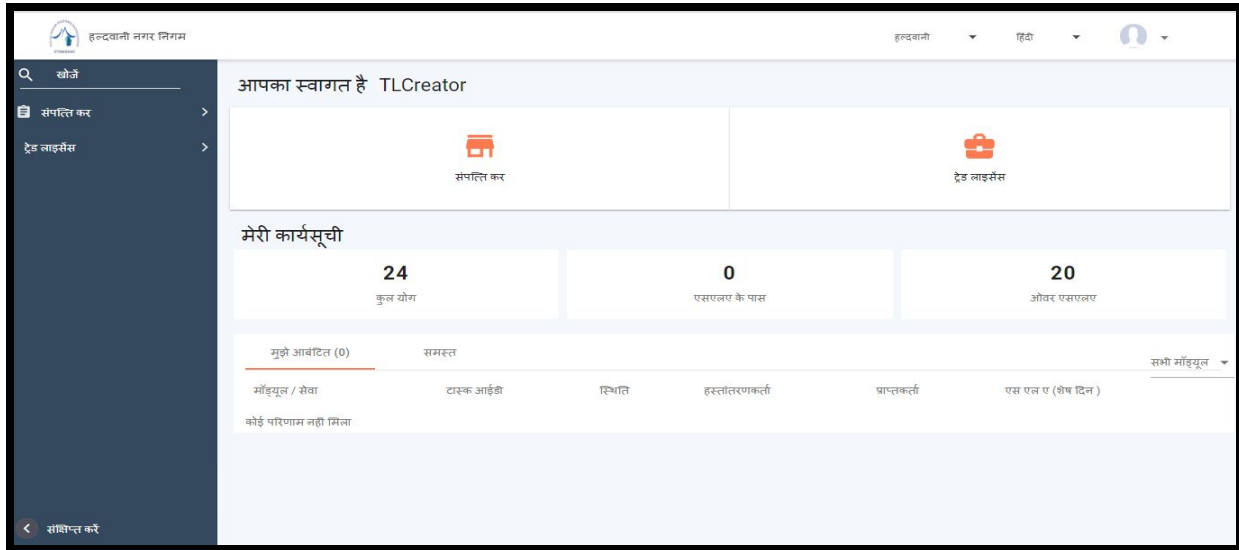 हल्दवानी नगर निगम
हल्दवानी हिंदी
खोजें
आपका स्वागत है TLCreator
संपत्ति कर
ट्रेड लाइसेंस
संपत्ति कर
ट्रेड लाइसेंस
मेरी कार्यसूची
24 0 20
कुल योग एसएलए के पास ओवर एसएलए
मुझे आबंटित (0) समस्त सभी मॉड्यूल
मॉड्यूल / सेवा टास्क आईडी स्थिति हस्तांतरणकर्ता प्राप्तकर्ता एस एल ए (शेष दिन )
कोई परिणाम नहीं मिला
संक्षिप्त करें